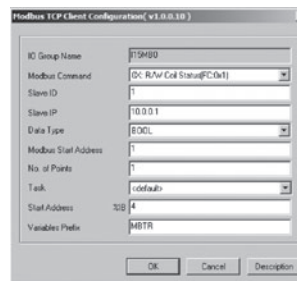 Modbus TCP Client Configuration( v1.0.0.10 )
IO Group Name I15MB0
Modbus Command 0X: R/W Coil Status(FC:0x1)
Slave ID 1
Slave IP 10.0.0.1
Data Type BOOL
Modbus Start Address 1
No. of Points 1
Task <default>
Start Address %IB 4
Variables Prefix MBTR
OK Cancel Description